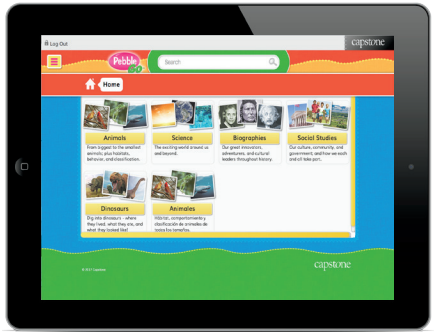 Log Out
capstone
Pebble
Go
Search
Home
Animals
From biggest to the smallest
animals, plus habitats,
behavior, and classification.
Science
The exciting world around us
and beyond.
Biographies
Our great innovators,
adventurers, and cultural
leaders throughout history.
Social Studies
Our culture, community, and
government, and how we each
and all take part.
Dinosaurs
Dig into dinosaurs - where
they lived, what they are, and
what they looked like!
Animales
Hábitat, comportamiento y
clasificación de animales de
todos los tamaños.
© 2017 Capstone
capstone